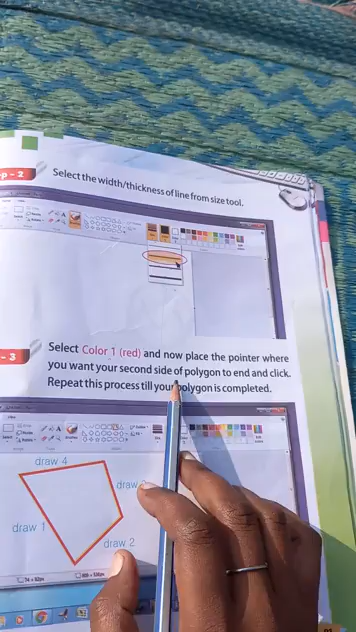 p - 2
Select the width/thickness of line from size tool.
- 3
Select Color 1 (red) and now place the pointer where
you want your second side of polygon to end and click.
Repeat this process till your polygon is completed.
draw 4
draw
draw 1
draw 2